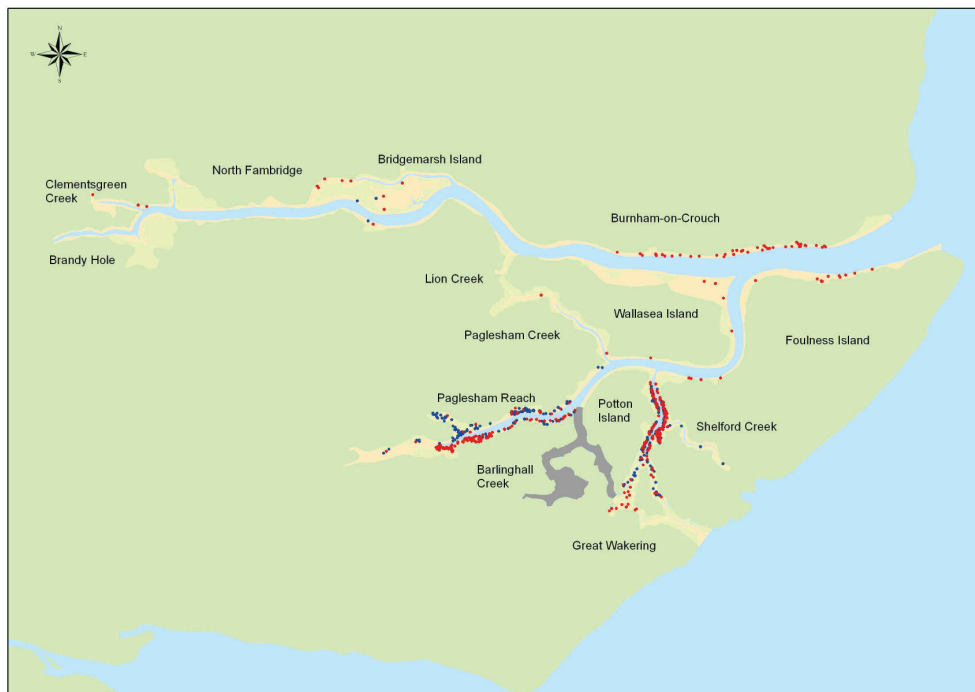 N
W
E
S
Bridgemarsh Island
North Fambridge
Clementsgreen
Creek
Burnham-on-Crouch
Brandy Hole
Lion Creek
Wallasea Island
Paglesham Creek
Foulness Island
Paglesham Reach
Potton
Island
Shelford Creek
Barlinghall
Creek
Great Wakering